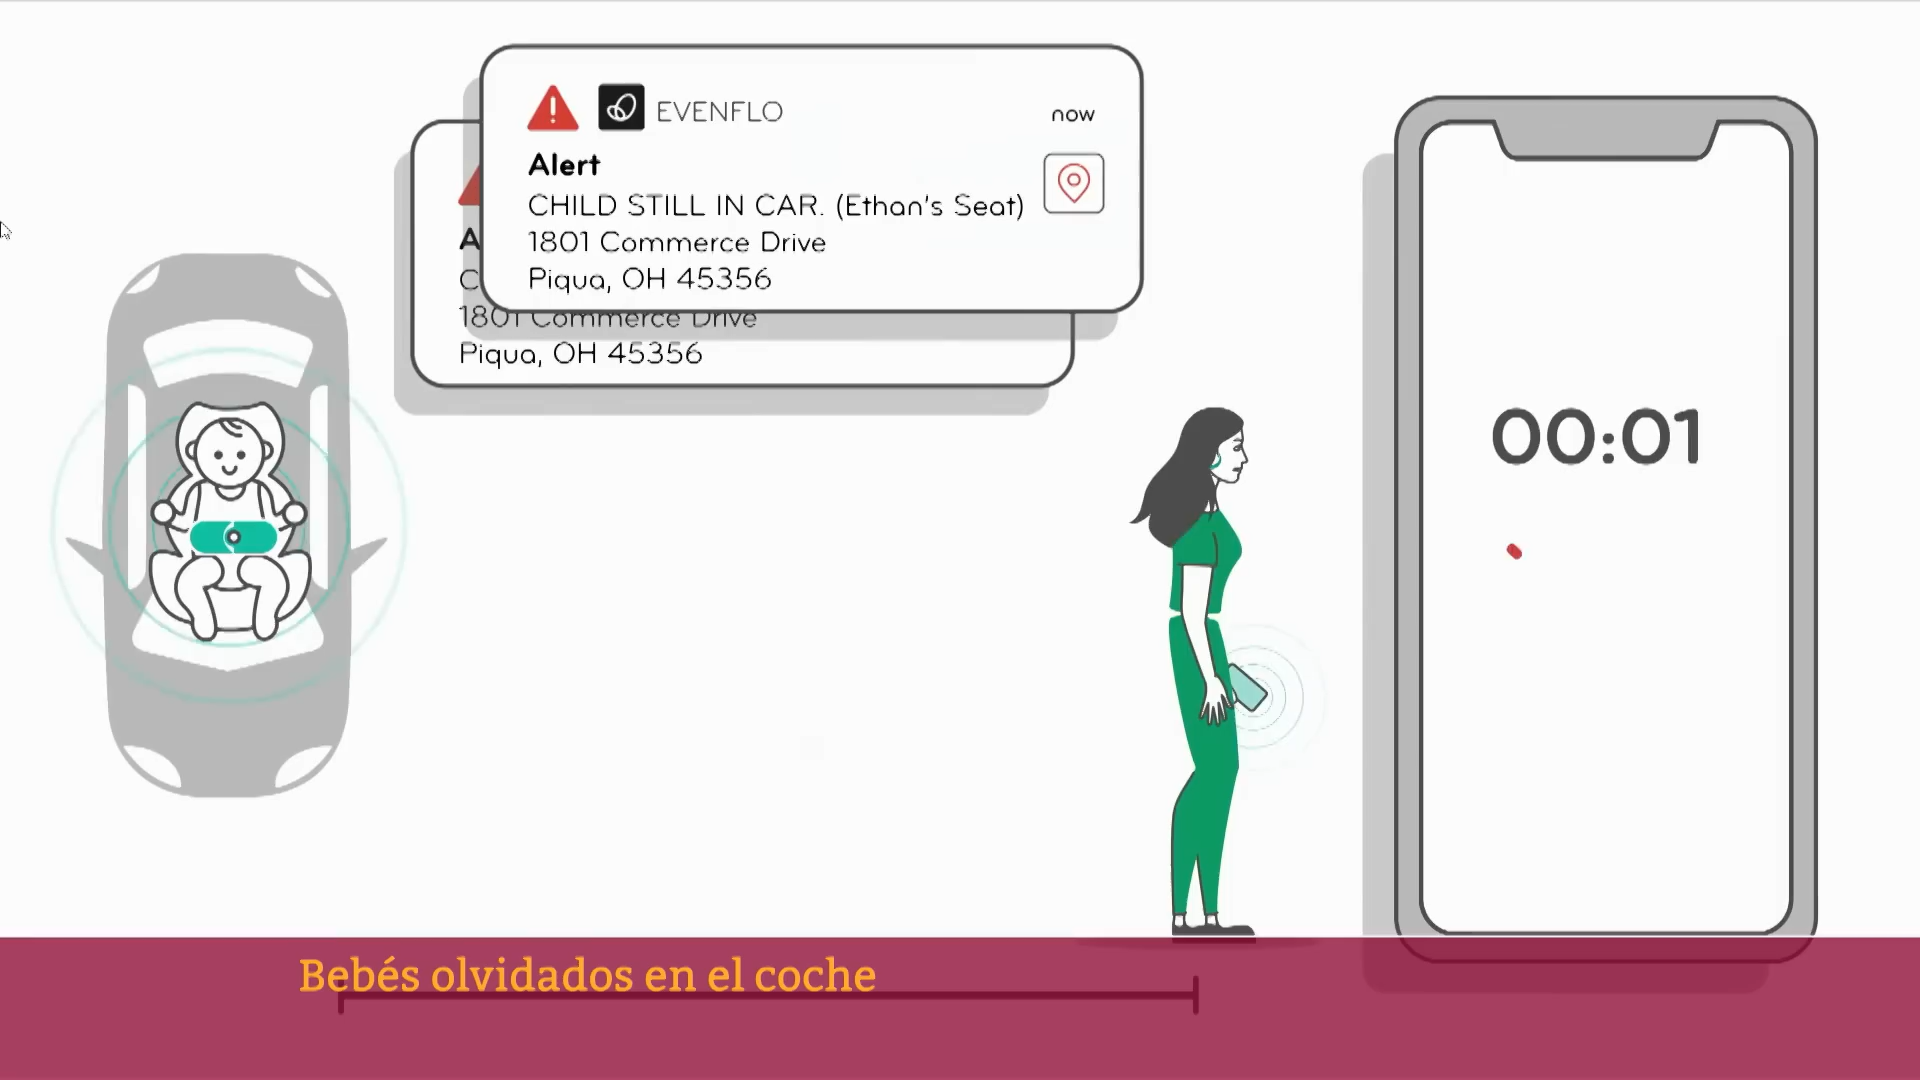 EVENFLO
now
Alert
CHILD STILL IN CAR. (Ethan's Seat)
1801 Commerce Drive
Piqua, OH 45356
A
C
1801 Commerce Drive
Piqua, OH 45356
00:01
Bebés olvidados en el coche